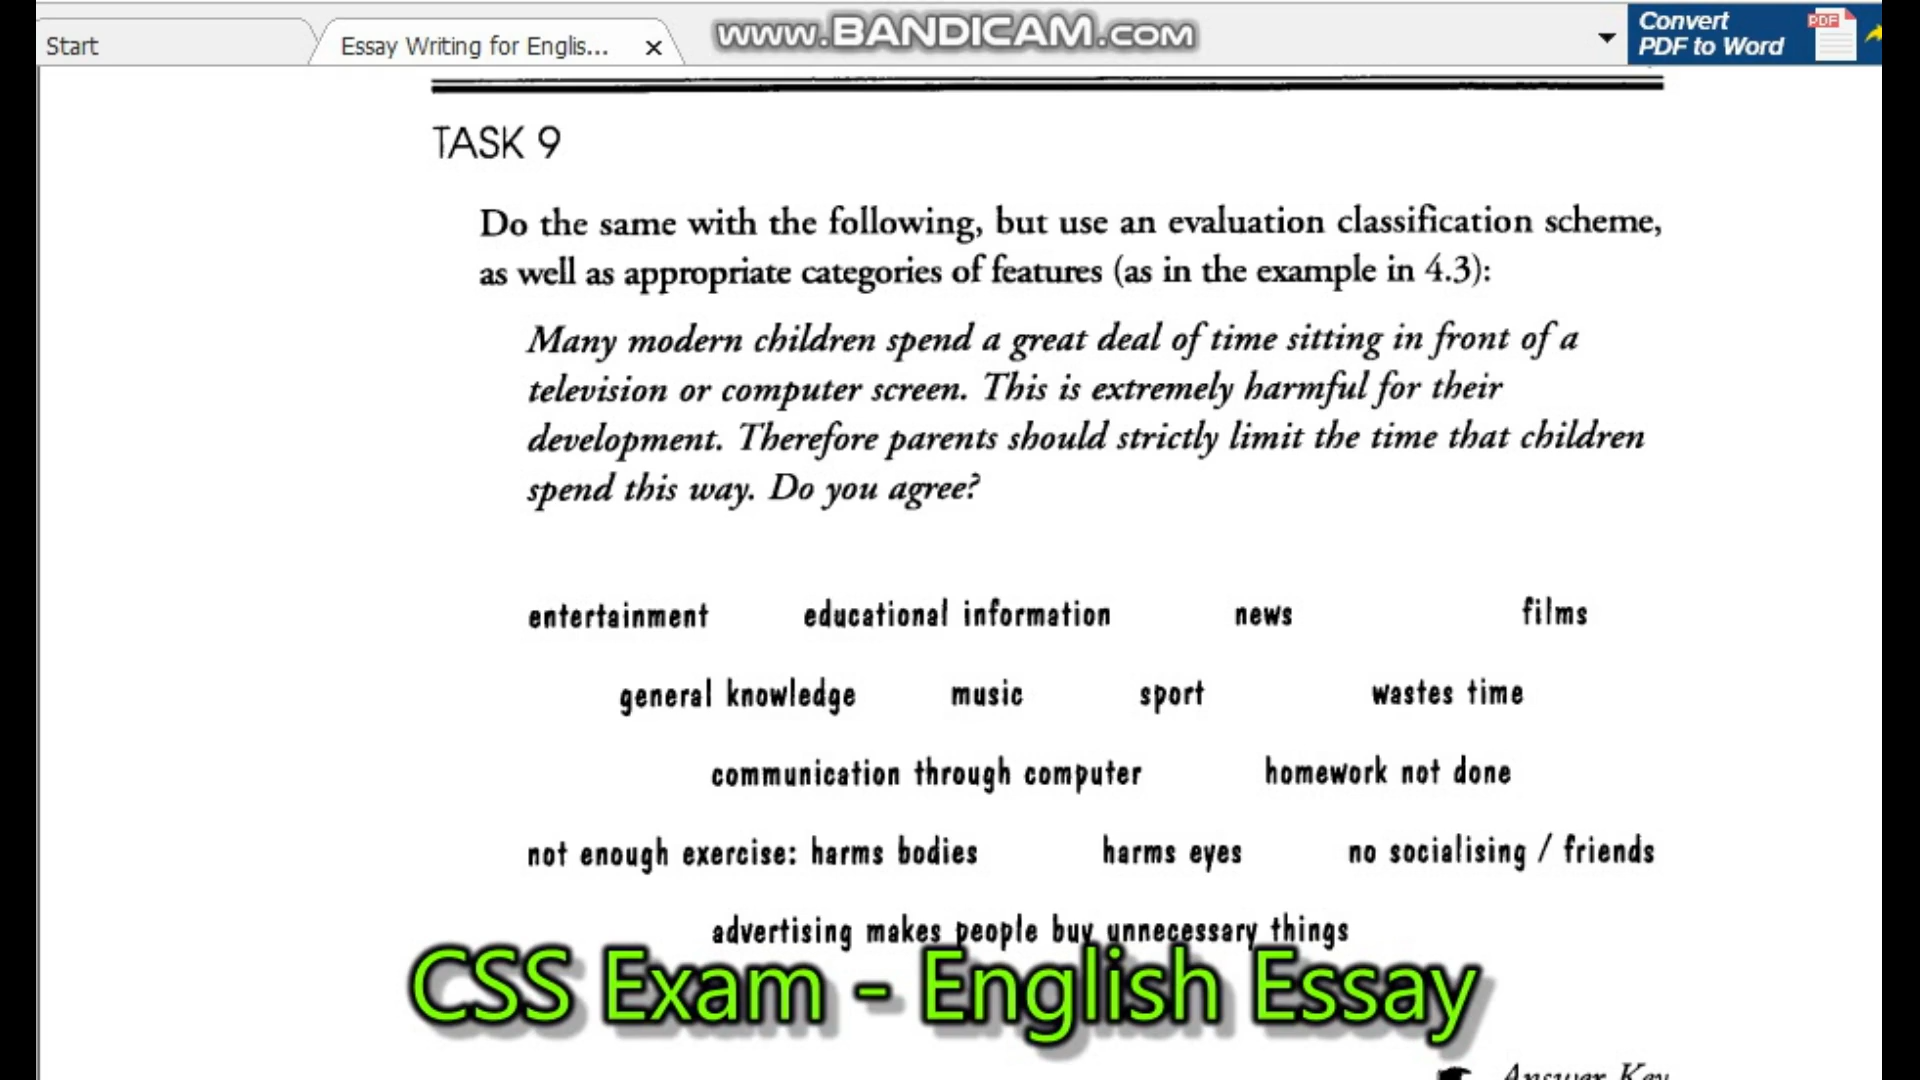 www.BANDICAM.com
Convert
PDF to Word
PDF
Start
Essay Writing for Englis...
TASK 9
Do the same with the following, but use an evaluation classification scheme,
as well as appropriate categories of features (as in the example in 4.3):
Many modern children spend a great deal of time sitting in front of a
television or computer screen. This is extremely harmful for their
development. Therefore parents should strictly limit the time that children
spend this way. Do you agree?
entertainment educational information news films
general knowledge music sport wastes time
communication through computer homework not done
not enough exercise: harms bodies harms eyes no socialising / friends
advertising makes people buy unnecessary things
CSS Exam - English Essay
Answer Key